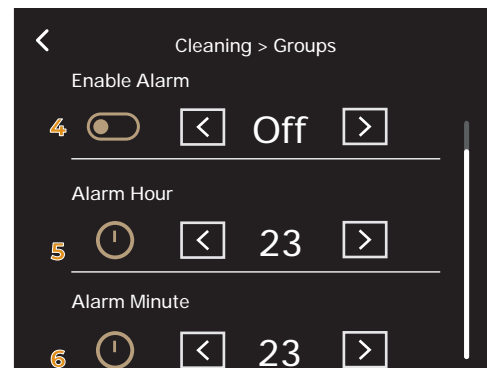 Cleaning > Groups
Enable Alarm
4 < Off >
Alarm Hour
5 < 23 >
Alarm Minute
6 < 23 >